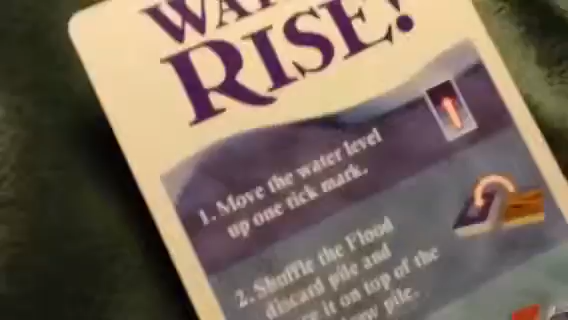 RISE!
1. Move the water level
up one tick mark.
2. Shuffle the Flood
discard pile and
it on top of the
pile.